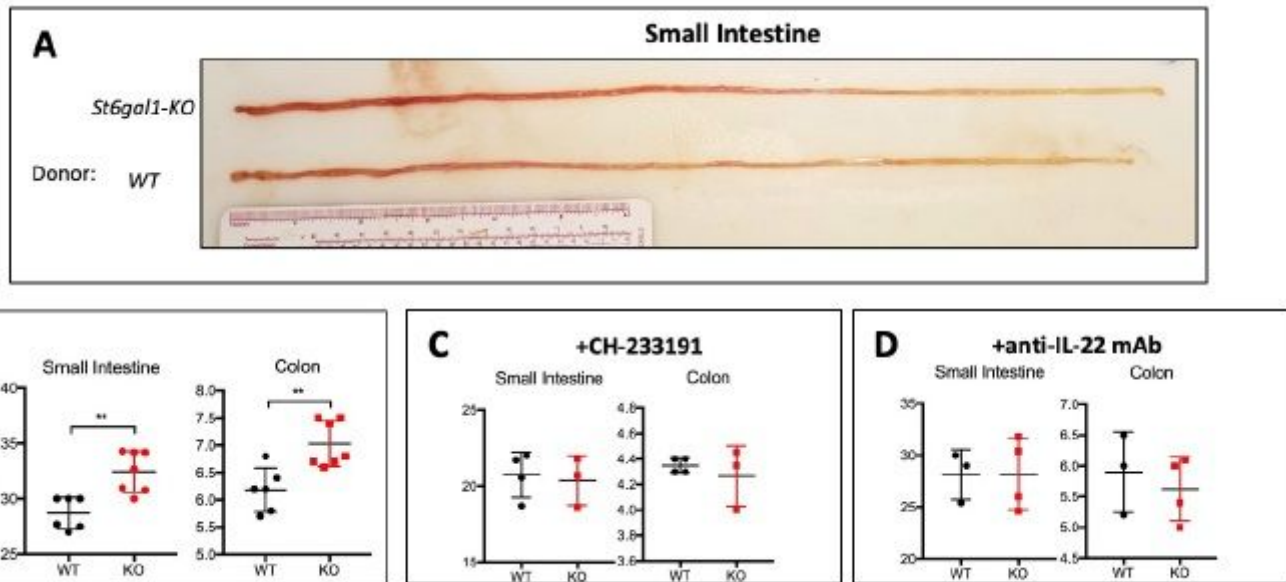 A
Small Intestine
St6gal1-KO
Donor: WT
Small Intestine
Colon
40
35
30
25
**
WT KO
8.0
7.5
7.0
6.5
6.0
5.5
5.0
**
WT KO
C
+CH-233191
Small Intestine
Colon
25
20
15
WT KO
4.8
4.6
4.4
4.2
4.0
3.8
3.6
WT KO
D
+anti-IL-22 mAb
Small Intestine
Colon
35
30
25
20
WT KO
7.0
6.5
6.0
5.5
5.0
4.5
WT KO